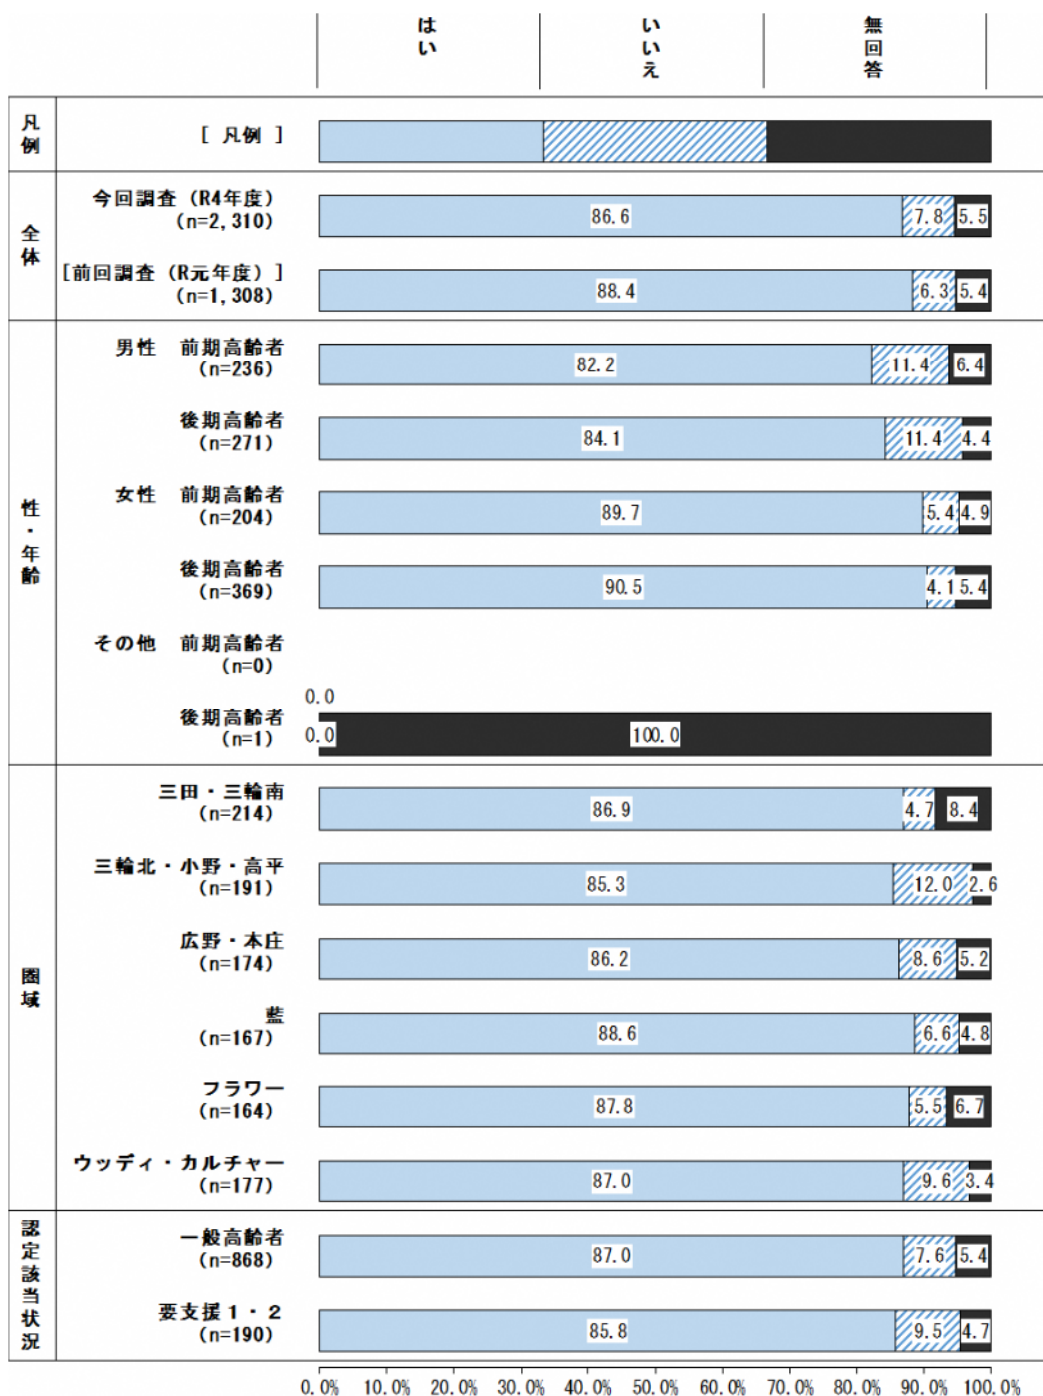 はい
いいえ
無回答
凡例
[ 凡例 ]
全体
今回調査（R4年度）
(n=2,310)
86.6 7.8 5.5
[前回調査（R元年度）]
(n=1,308)
88.4 6.3 5.4
性・年齢
男性　前期高齢者
(n=236)
82.2 11.4 6.4
後期高齢者
(n=271)
84.1 11.4 4.4
女性　前期高齢者
(n=204)
89.7 5.4 4.9
後期高齢者
(n=369)
90.5 4.1 5.4
その他　前期高齢者
(n=0)
0.0
後期高齢者
(n=1)
0.0 100.0
圏域
三田・三輪南
(n=214)
86.9 4.7 8.4
三輪北・小野・高平
(n=191)
85.3 12.0 2.6
広野・本庄
(n=174)
86.2 8.6 5.2
藍
(n=167)
88.6 6.6 4.8
フラワー
(n=164)
87.8 5.5 6.7
ウッディ・カルチャー
(n=177)
87.0 9.6 3.4
認定該当状況
一般高齢者
(n=868)
87.0 7.6 5.4
要支援１・２
(n=190)
85.8 9.5 4.7
0.0% 10.0% 20.0% 30.0% 40.0% 50.0% 60.0% 70.0% 80.0% 90.0% 100.0%